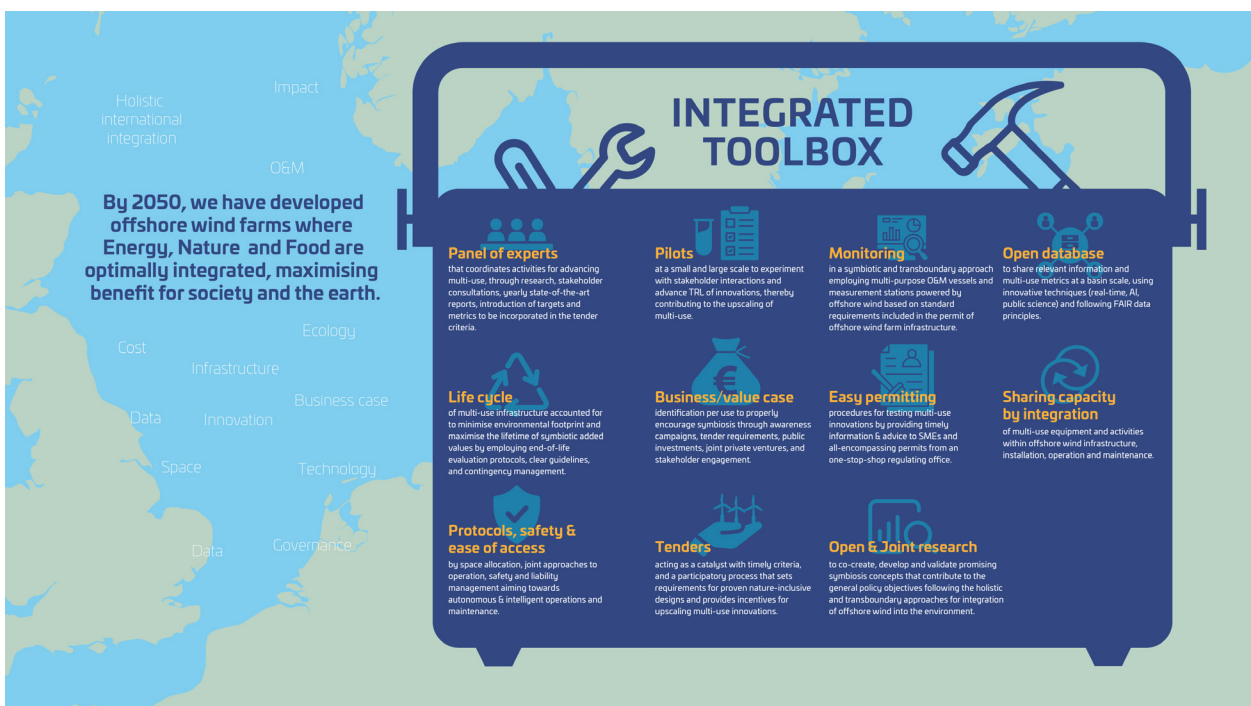 Impact
Holistic
international
integration
O&M
By 2050, we have developed
offshore wind farms where
Energy, Nature and Food are
optimally integrated, maximising
benefit for society and the earth.
Ecology
Cost
Infrastructure
Business case
Data
Innovation
Space
Technology
Data
Governance
INTEGRATED
TOOLBOX
Panel of experts
that coordinates activities for advancing
multi-use, through research, stakeholder
consultations, yearly state-of-the-art
reports, introduction of targets and
metrics to be incorporated in the tender
criteria.
Pilots
at a small and large scale to experiment
with stakeholder interactions and
advance TRL of innovations, thereby
contributing to the upscaling of
multi-use.
Monitoring
in a symbiotic and transboundary approach
employing multi-purpose O&M vessels and
measurement stations powered by
offshore wind based on standard
requirements included in the permit of
offshore wind farm infrastructure.
Open database
to share relevant information and
multi-use metrics at a basin scale, using
innovative techniques (real-time, AI,
public science) and following FAIR data
principles.
Life cycle
of multi-use infrastructure accounted for
to minimise environmental footprint and
maximise the lifetime of symbiotic added
values by employing end-of-life
evaluation protocols, clear guidelines,
and contingency management.
€
Business/value case
identification per use to properly
encourage symbiosis through awareness
campaigns, tender requirements, public
investments, joint private ventures, and
stakeholder engagement.
Easy permitting
procedures for testing multi-use
innovations by providing timely
information & advice to SMEs and
all-encompassing permits from an
one-stop-shop regulating office.
Sharing capacity
by integration
of multi-use equipment and activities
within offshore wind infrastructure,
installation, operation and maintenance.
Protocols, safety &
ease of access
by space allocation, joint approaches to
operation, safety and liability
management aiming towards
autonomous & intelligent operations and
maintenance.
Tenders
acting as a catalyst with timely criteria,
and a participatory process that sets
requirements for proven nature-inclusive
designs and provides incentives for
upscaling multi-use innovations.
Open & Joint research
to co-create, develop and validate promising
symbiosis concepts that contribute to the
general policy objectives following the holistic
and transboundary approaches for integration
of offshore wind into the environment.